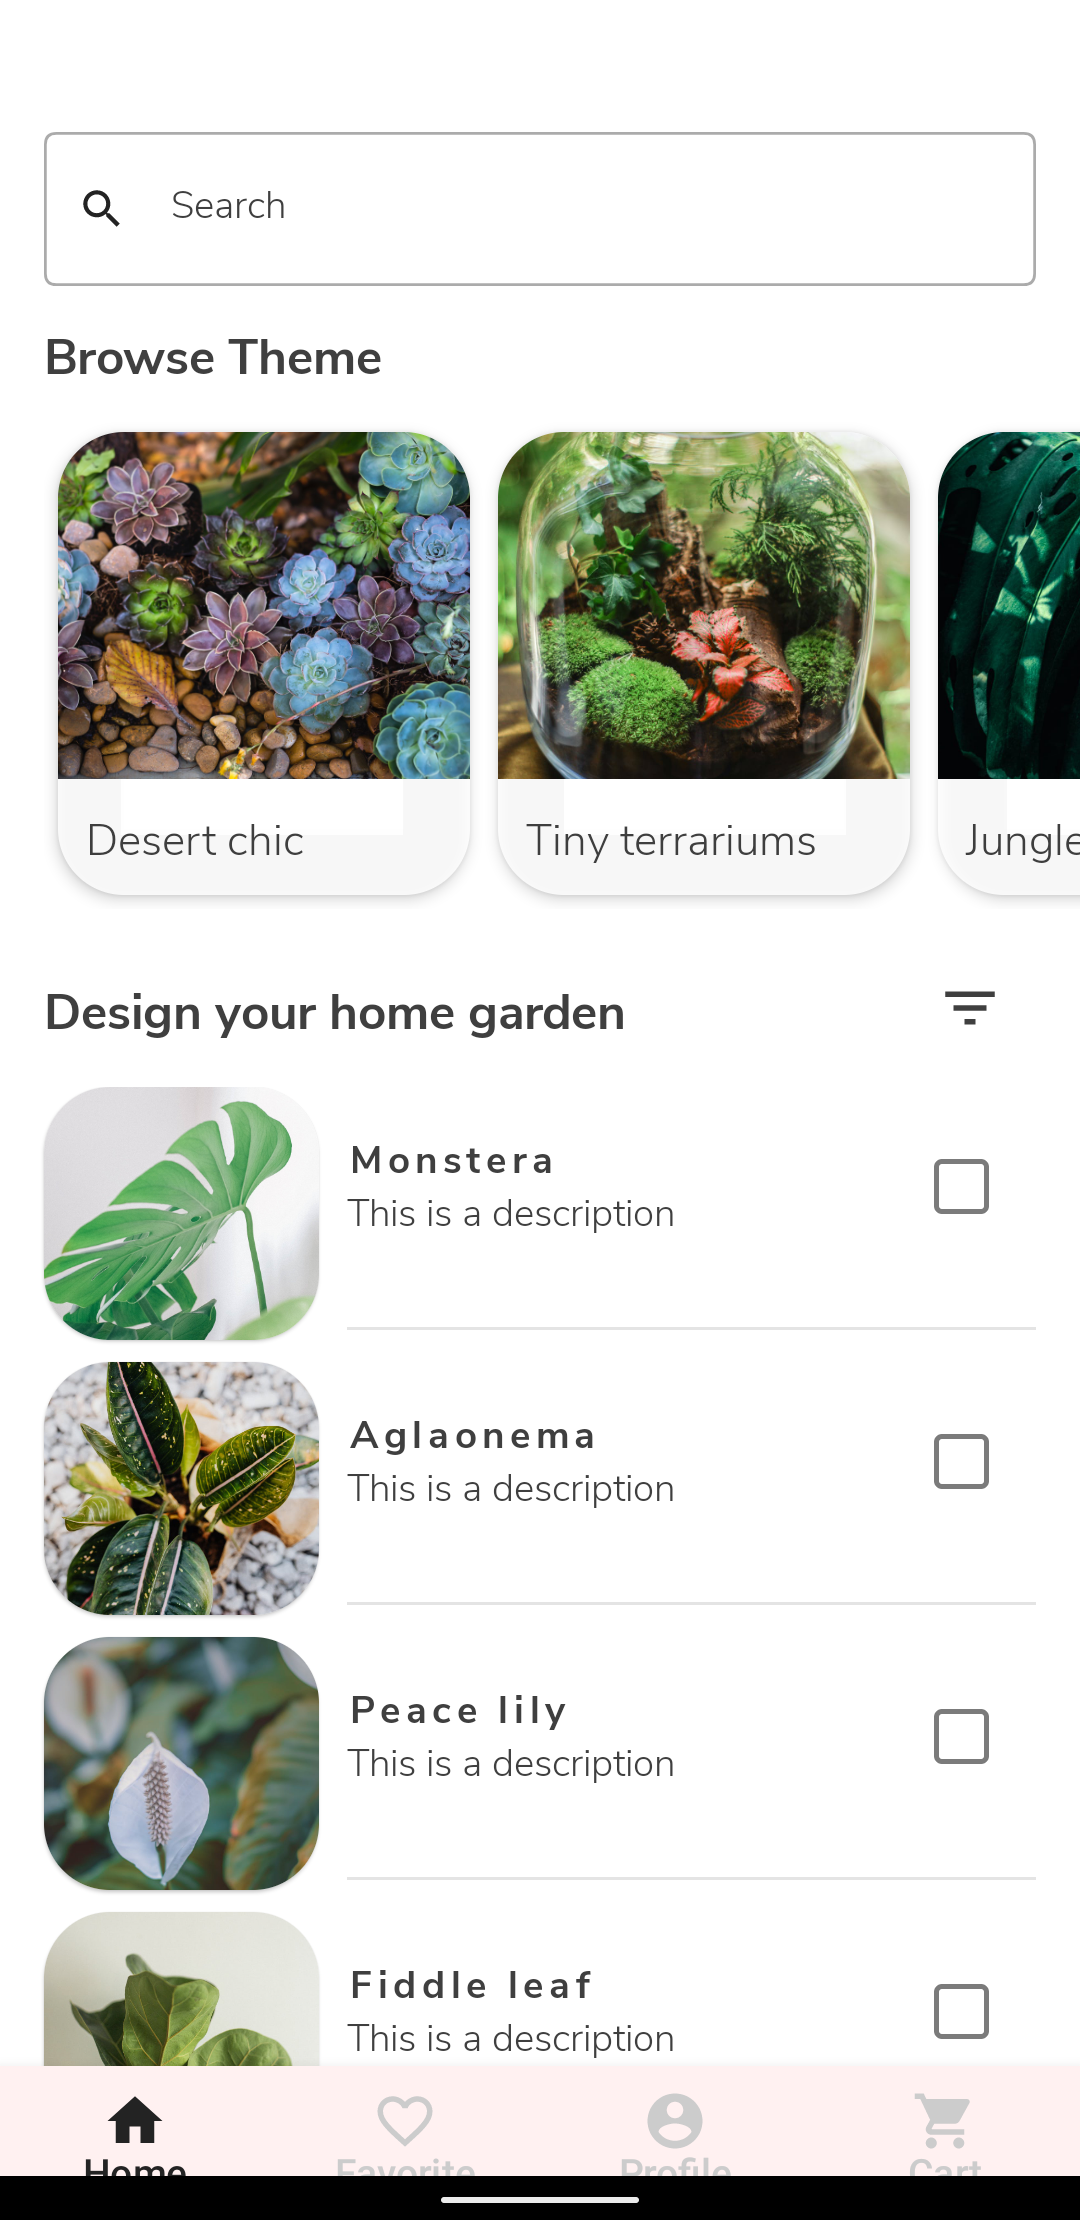 Search
Browse Theme
Desert chic
Tiny terrariums
Jungle
Design your home garden
Monstera
This is a description
Aglaonema
This is a description
Peace lily
This is a description
Fiddle leaf
This is a description
Home
Favorite
Profile
Cart